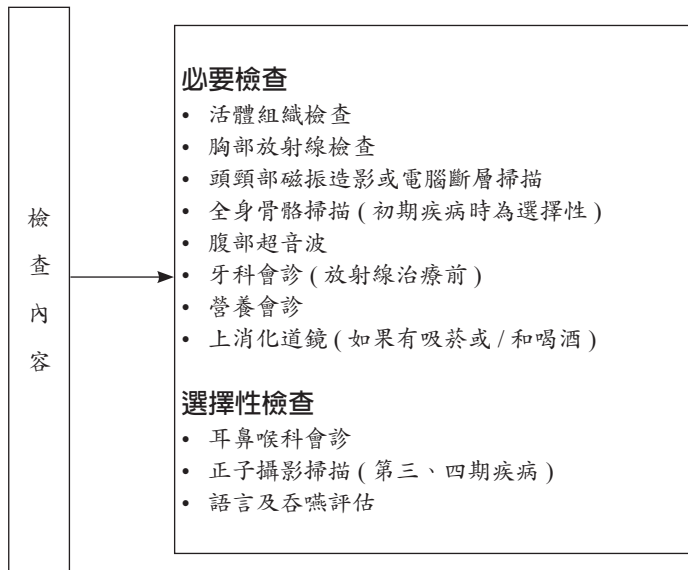 檢查內容
必要檢查
• 活體組織檢查
• 胸部放射線檢查
• 頭頸部磁振造影或電腦斷層掃描
• 全身骨骼掃描 ( 初期疾病時為選擇性 )
• 腹部超音波
• 牙科會診 ( 放射線治療前 )
• 營養會診
• 上消化道鏡 ( 如果有吸菸或 / 和喝酒 )
選擇性檢查
• 耳鼻喉科會診
• 正子攝影掃描 ( 第三、四期疾病 )
• 語言及吞嚥評估